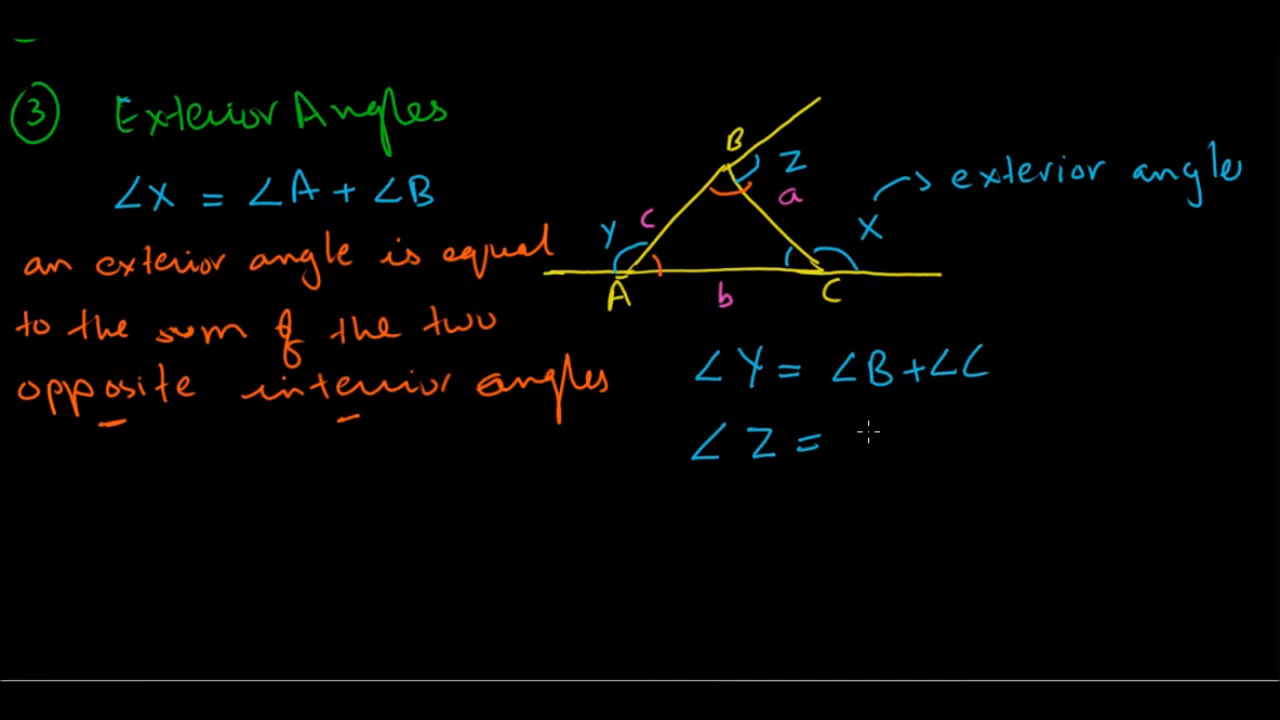 ③ Exterior Angles
∠X = ∠A + ∠B
an exterior angle is equal
to the sum of the two
opposite interior angles
B
Z
a
exterior angle
X
Y
c
A
b
C
∠Y = ∠B + ∠C
∠Z =